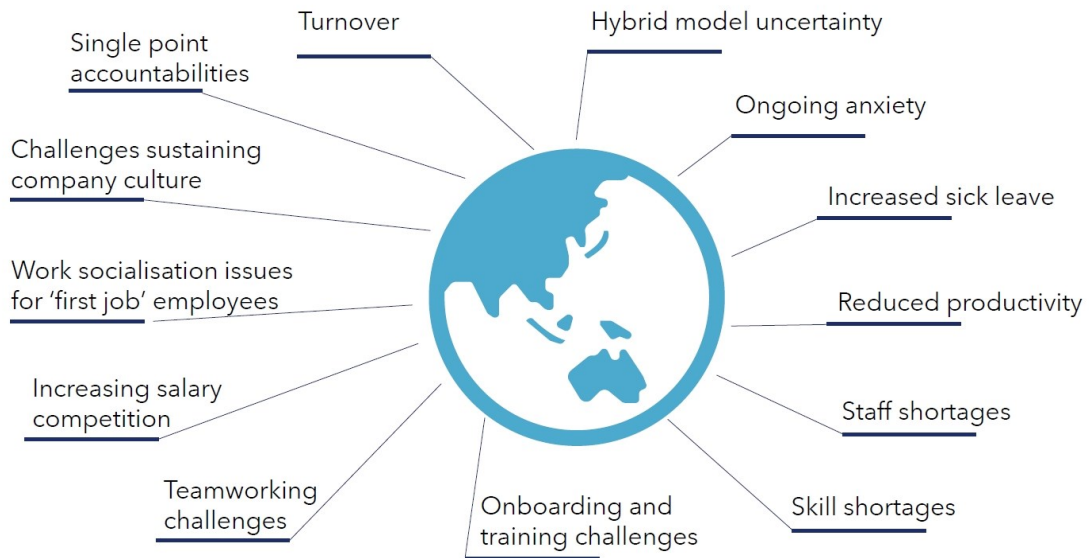 Turnover
Hybrid model uncertainty
Single point
accountabilities
Ongoing anxiety
Challenges sustaining
company culture
Increased sick leave
Work socialisation issues
for ‘first job’ employees
Reduced productivity
Increasing salary
competition
Staff shortages
Teamworking
challenges
Onboarding and
training challenges
Skill shortages